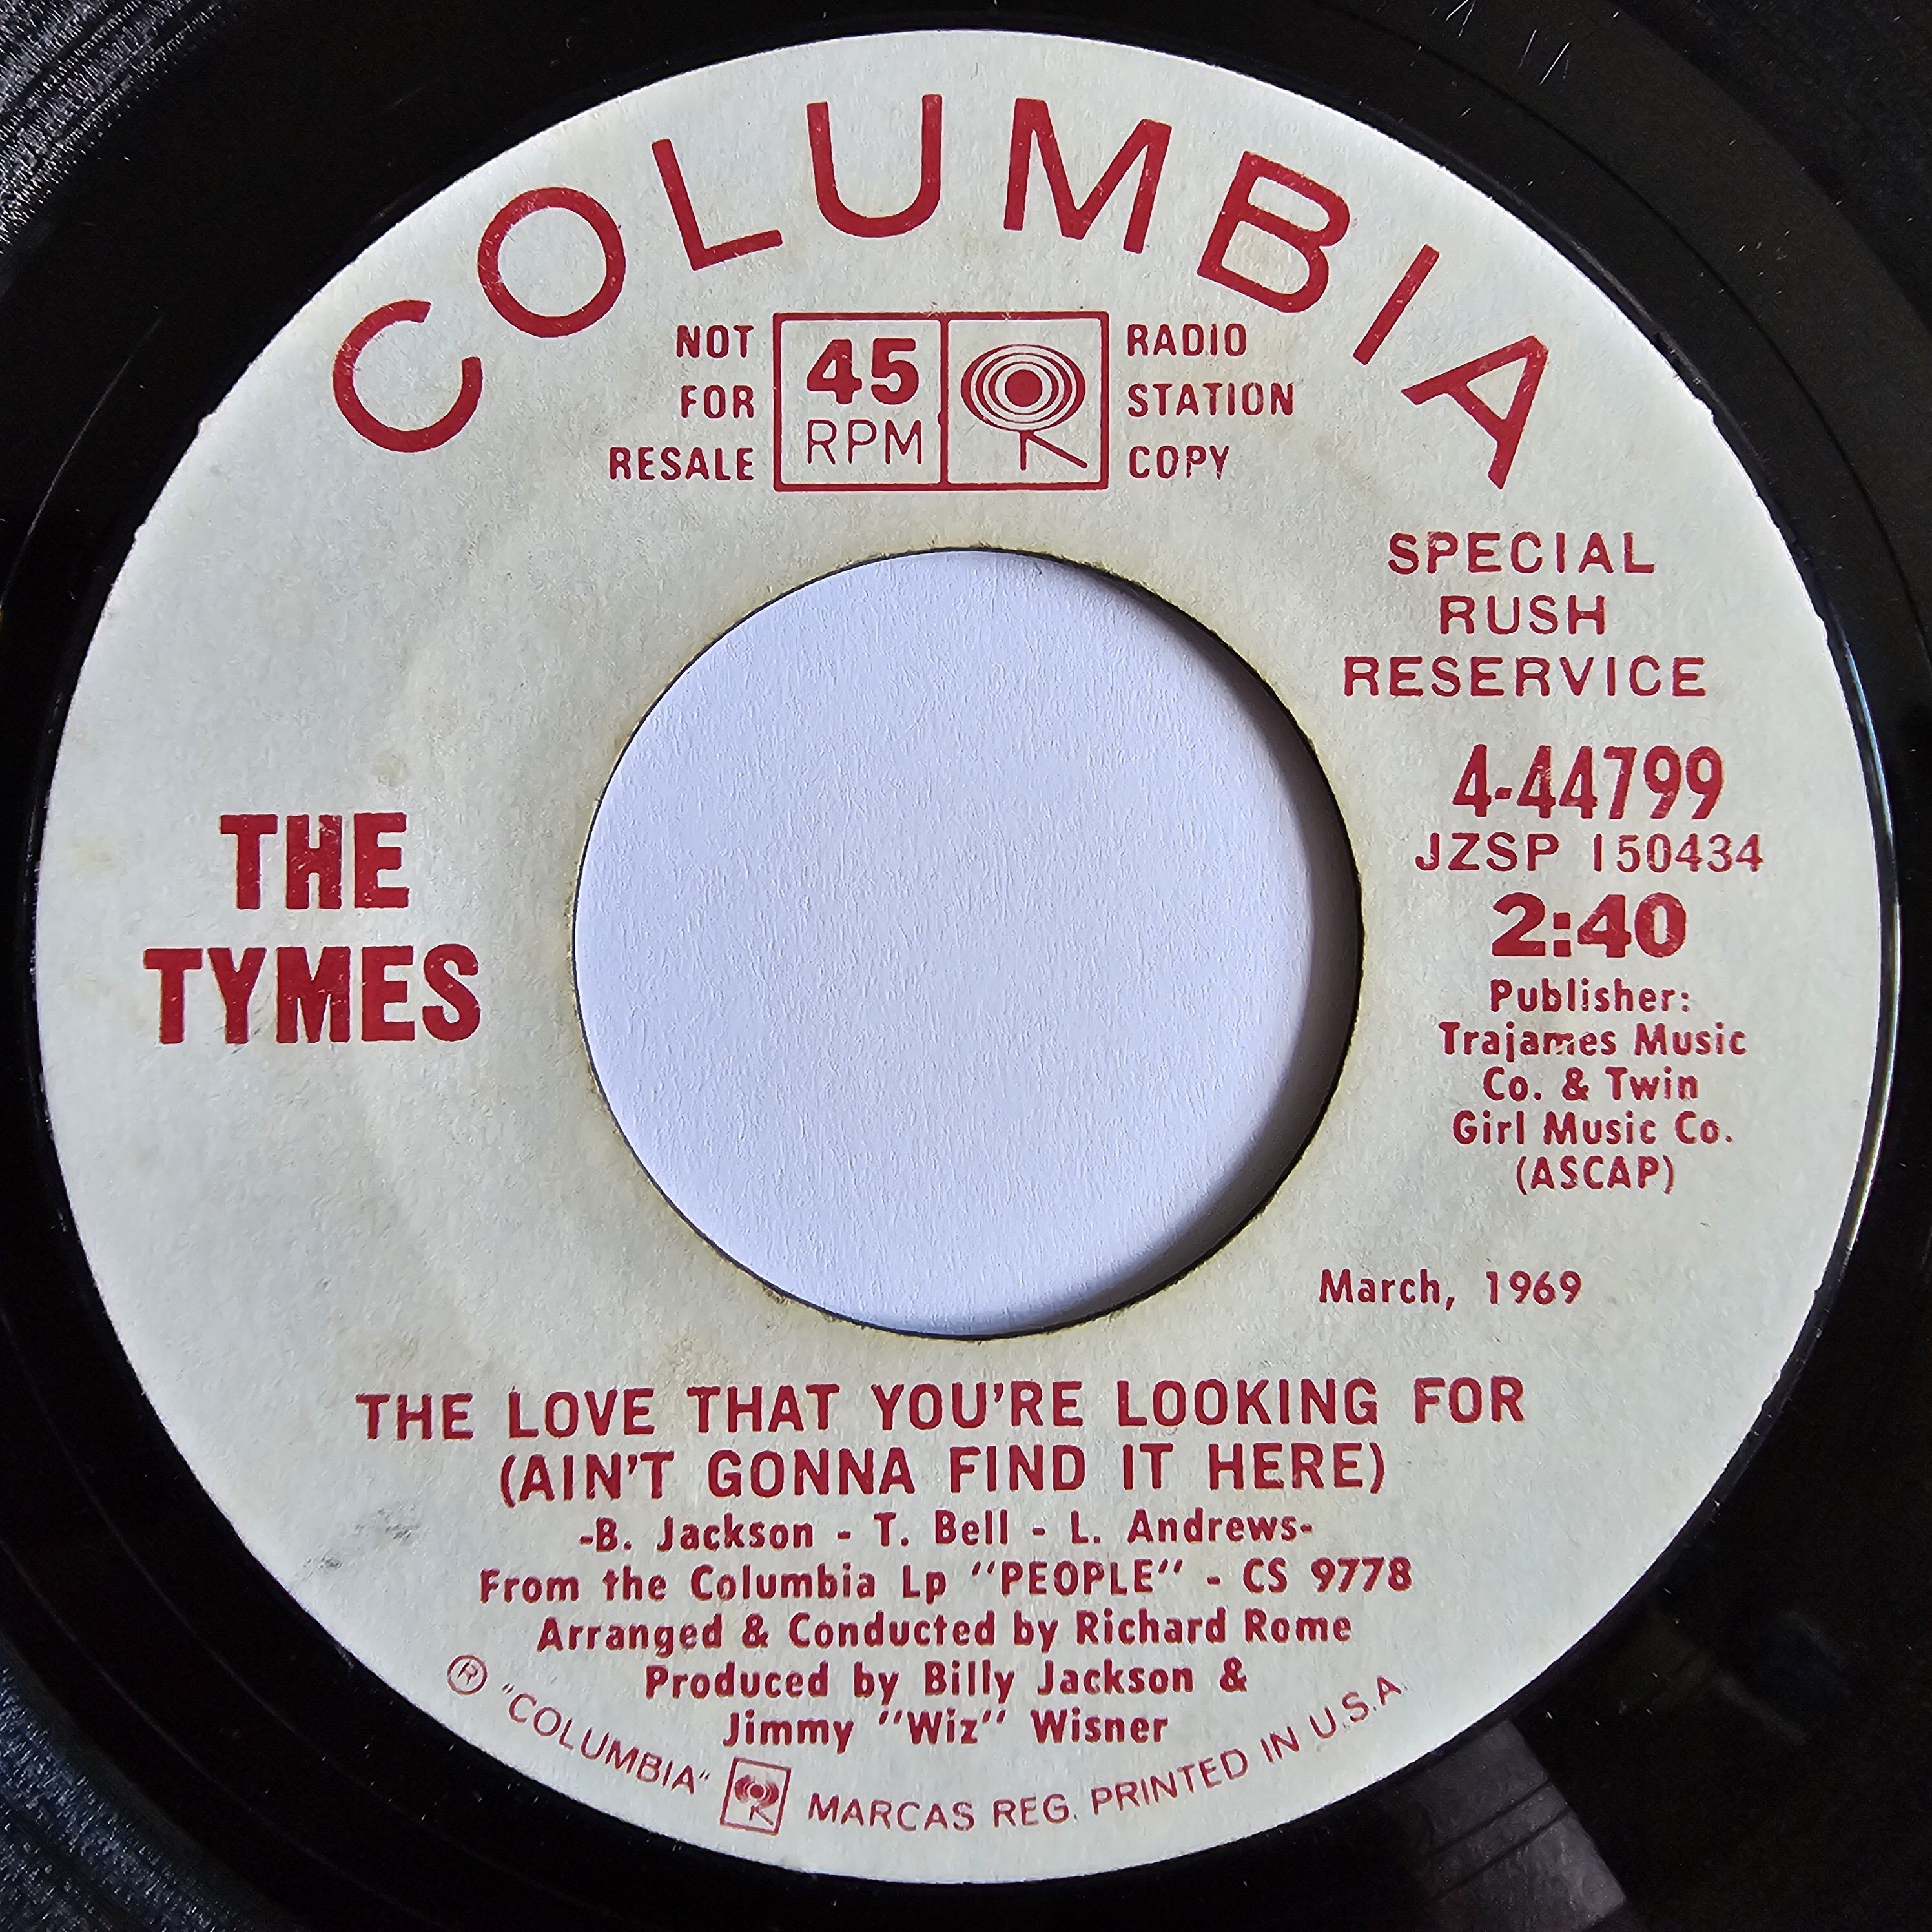 COLUMBIA
NOT
FOR
RESALE
45
RPM
RADIO
STATION
COPY
SPECIAL
RUSH
RESERVICE
4-44799
JZSP 150434
2:40
Publisher:
Trajames Music
Co. & Twin
Girl Music Co.
(ASCAP)
THE
TYMES
March, 1969
THE LOVE THAT YOU'RE LOOKING FOR
(AIN'T GONNA FIND IT HERE)
-B. Jackson - T. Bell - L. Andrews-
From the Columbia Lp "PEOPLE" - CS 9778
Arranged & Conducted by Richard Rome
Produced by Billy Jackson &
Jimmy "Wiz" Wisner
® "COLUMBIA" MARCAS REG. PRINTED IN U.S.A.